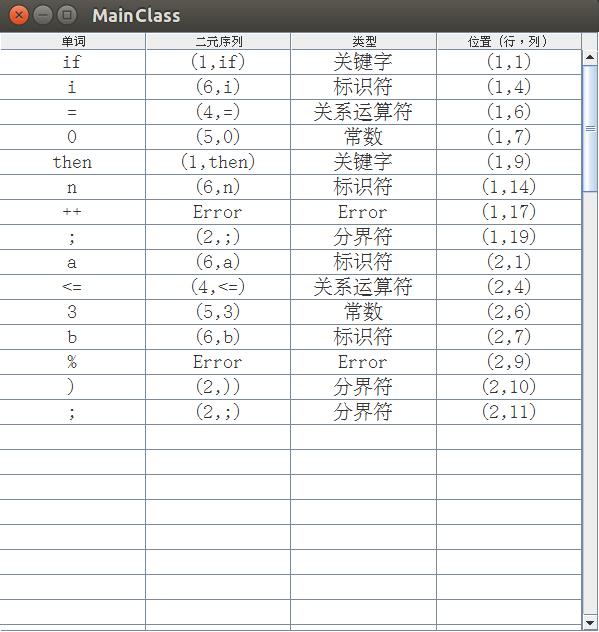 MainClass
单词 二元序列 类型 位置（行，列）
if (1,if) 关键字 (1,1)
i (6,i) 标识符 (1,4)
= (4,=) 关系运算符 (1,6)
0 (5,0) 常数 (1,7)
then (1,then) 关键字 (1,9)
n (6,n) 标识符 (1,14)
++ Error Error (1,17)
; (2,;) 分界符 (1,19)
a (6,a) 标识符 (2,1)
<= (4,<=) 关系运算符 (2,4)
3 (5,3) 常数 (2,6)
b (6,b) 标识符 (2,7)
% Error Error (2,9)
) (2,)) 分界符 (2,10)
; (2,;) 分界符 (2,11)